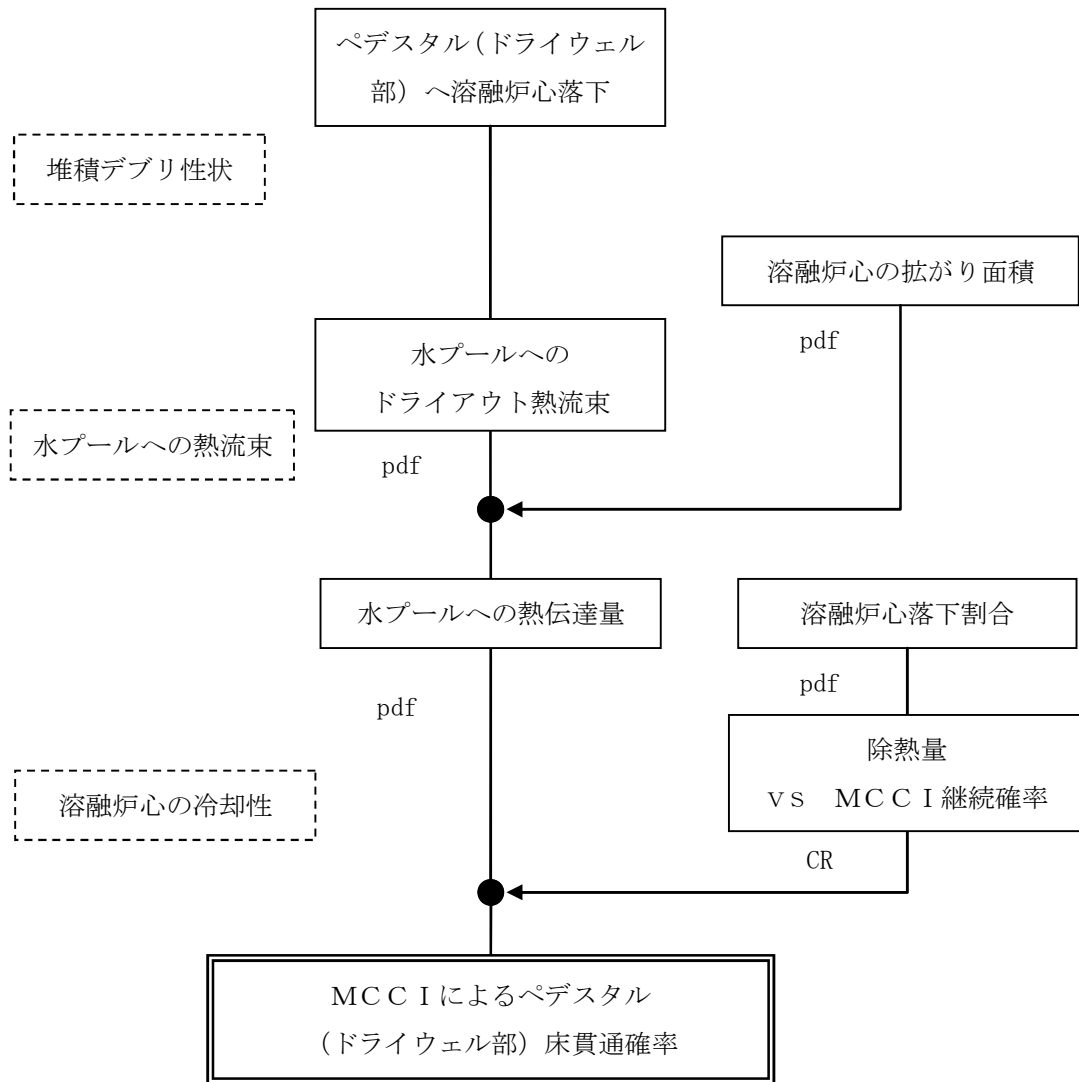 ペデスタル(ドライウェル
部)へ溶融炉心落下
堆積デブリ性状
溶融炉心の拡がり面積
pdf
水プールへの
ドライアウト熱流束
水プールへの熱流束
pdf
水プールへの熱伝達量
溶融炉心落下割合
pdf
pdf
除熱量
VS MCCI継続確率
溶融炉心の冷却性
CR
MCCIによるペデスタル
(ドライウェル部)床貫通確率